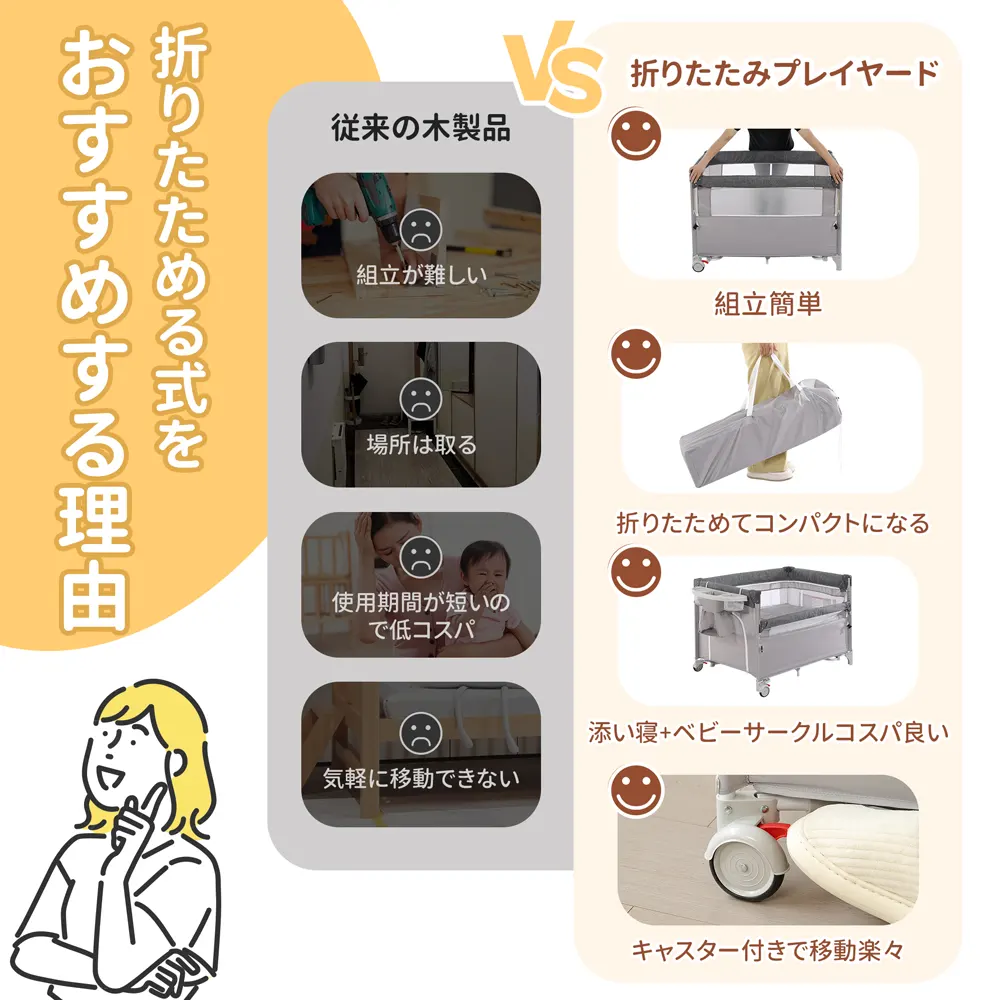 折りたためる式を
おすすめする理由
VS
従来の木製品
組立が難しい
場所は取る
使用期間が短いの
で低コスパ
気軽に移動できない
折りたたみプレイヤード
組立簡単
折りたためてコンパクトになる
添い寝+ベビーサークルコスパ良い
キャスター付きで移動楽々